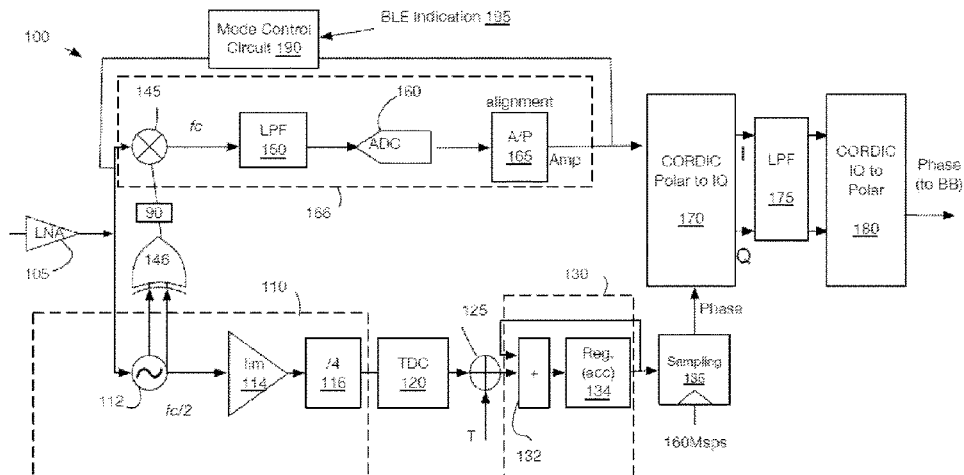 100
Mode Control
Circuit 190
BLE Indication 195
145
fc
LPF
150
160
ADC
alignment
A/P
165
Amp
166
90
LNA
105
146
CORDIC
Polar to IQ
170
I
Q
LPF
175
CORDIC
IQ to
Polar
180
Phase
(to BB)
110
112
fc/2
lim
114
/4
116
TDC
120
125
T
130
+
132
Reg.
(acc)
134
Phase
Sampling
135
160Msps